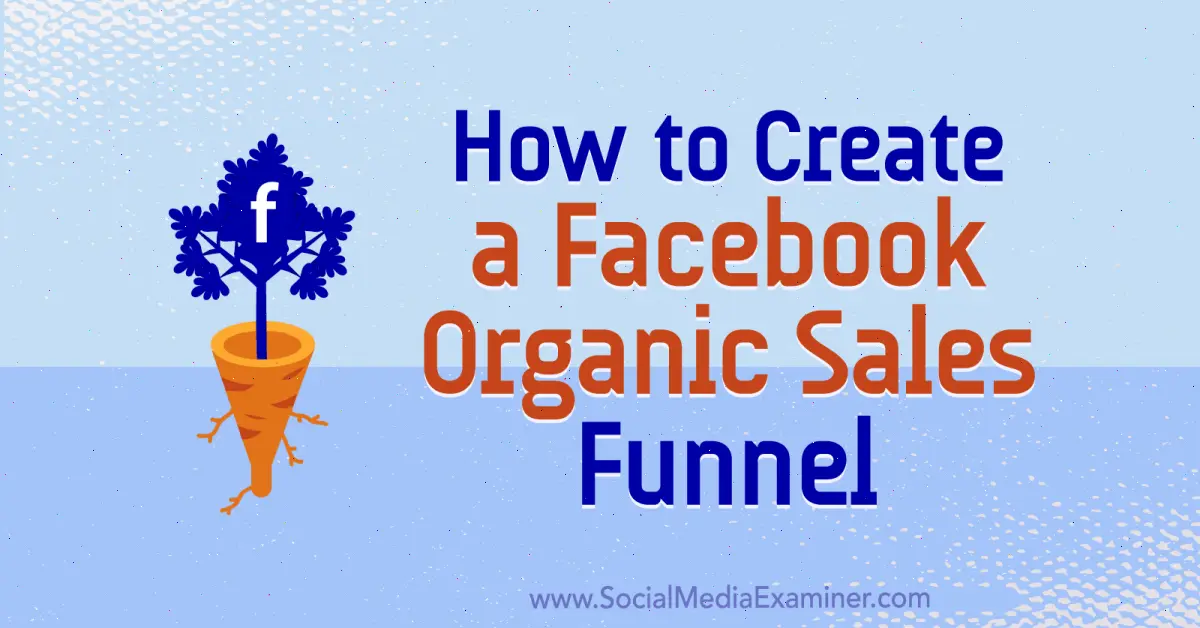 f
How to Create
a Facebook
Organic Sales
Funnel
www.SocialMediaExaminer.com